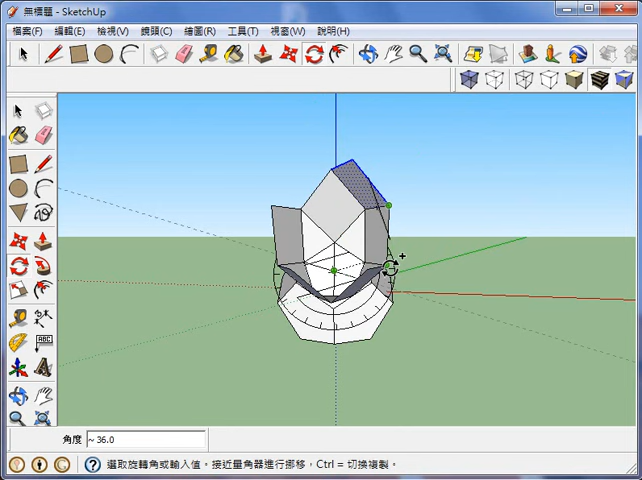 無標題 - SketchUp
檔案(F) 編輯(E) 檢視(V) 鏡頭(C) 繪圖(R) 工具(T) 視窗(W) 說明(H)
ABC
角度 ~ 36.0
選取旋轉角或輸入值。接近量角器進行挪移，Ctrl = 切換複製。